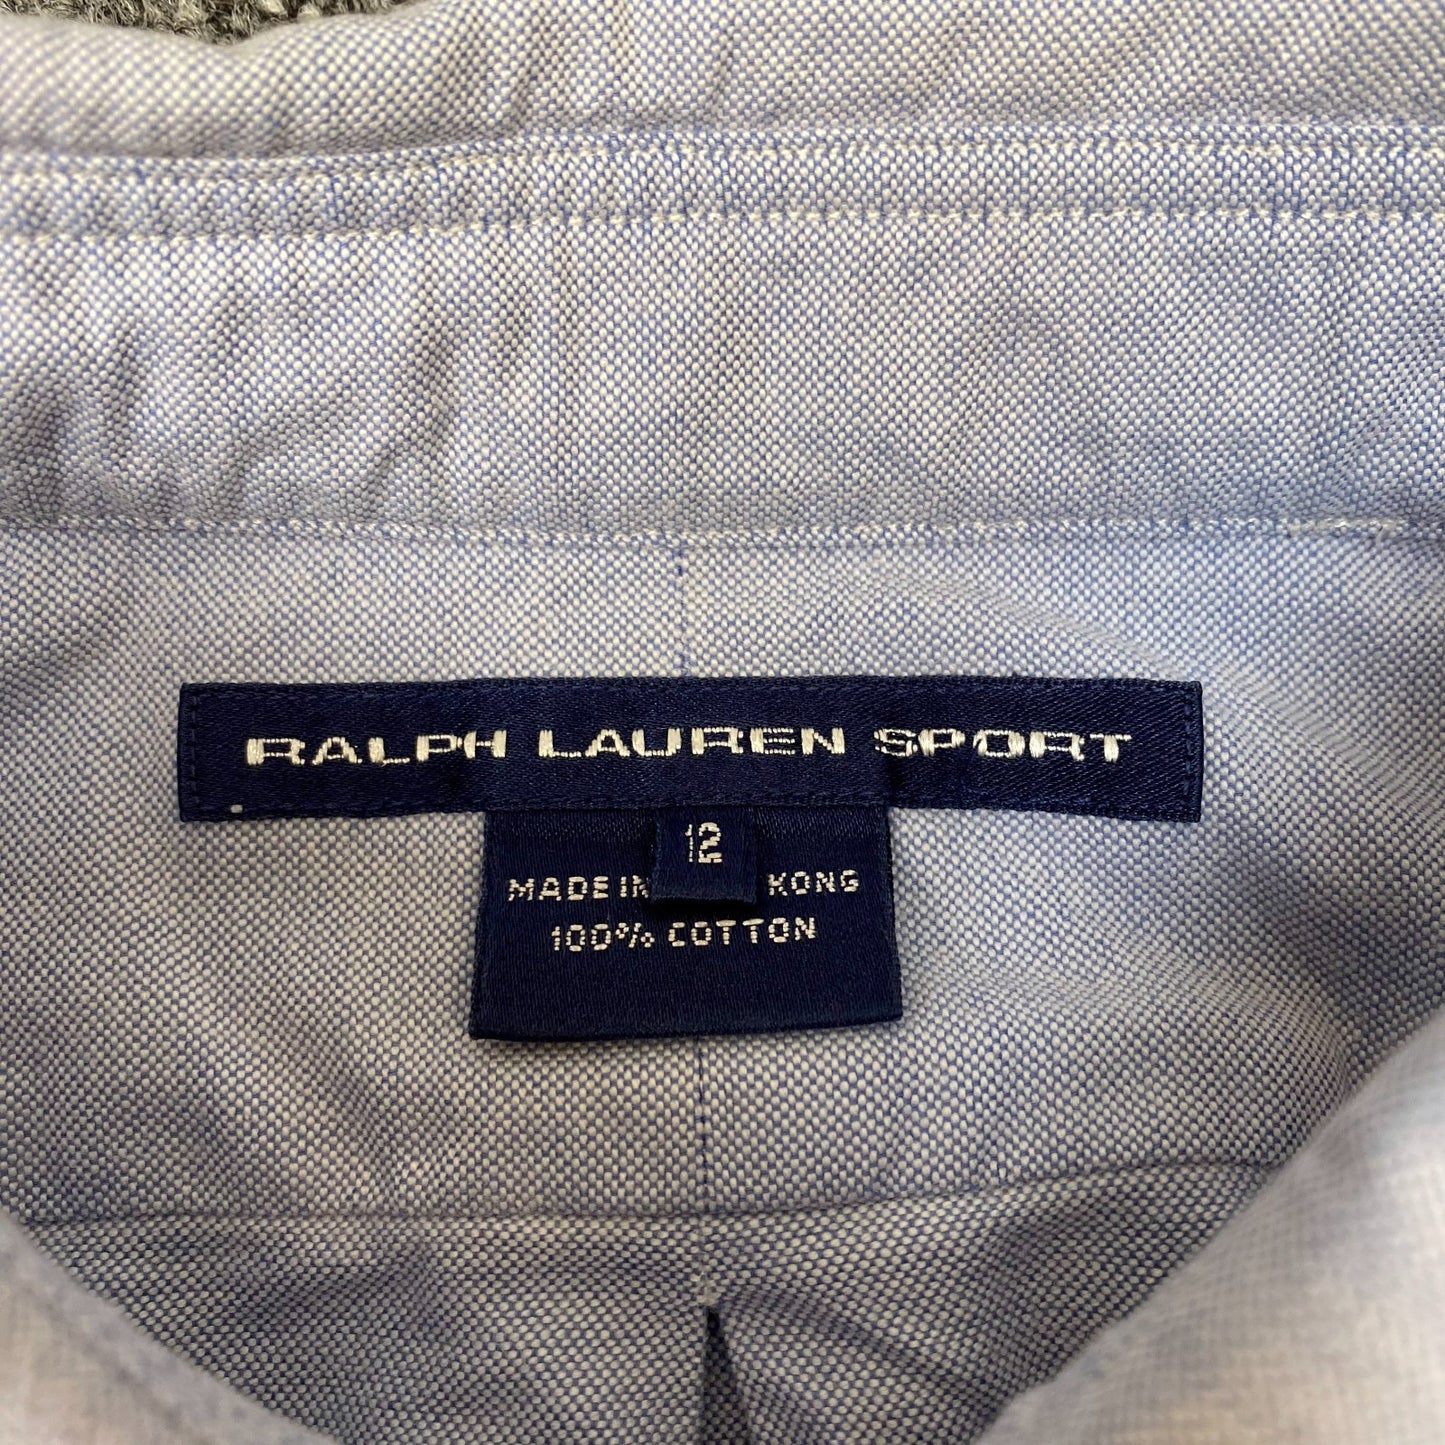 RALPH LAUREN SPORT
12
MADE IN KONG
100% COTTON